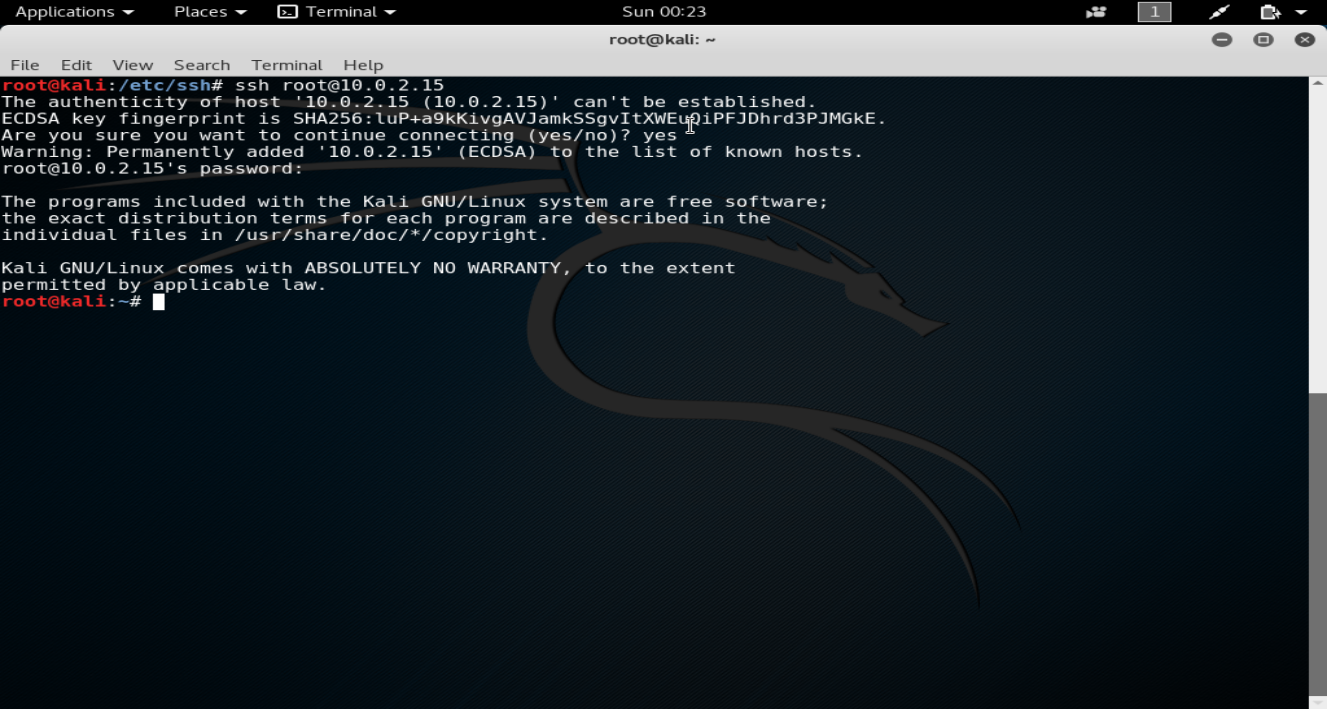 Applications Places Terminal Sun 00:23 1
root@kali: ~
File Edit View Search Terminal Help
root@kali:/etc/ssh# ssh root@10.0.2.15
The authenticity of host '10.0.2.15 (10.0.2.15)' can't be established.
ECDSA key fingerprint is SHA256:luP+a9kKivgAVJamkSSgvItXWEuQiPFJDhrd3PJMGkE.
Are you sure you want to continue connecting (yes/no)? yes
Warning: Permanently added '10.0.2.15' (ECDSA) to the list of known hosts.
root@10.0.2.15's password:
The programs included with the Kali GNU/Linux system are free software;
the exact distribution terms for each program are described in the
individual files in /usr/share/doc/*/copyright.
Kali GNU/Linux comes with ABSOLUTELY NO WARRANTY, to the extent
permitted by applicable law.
root@kali:~#